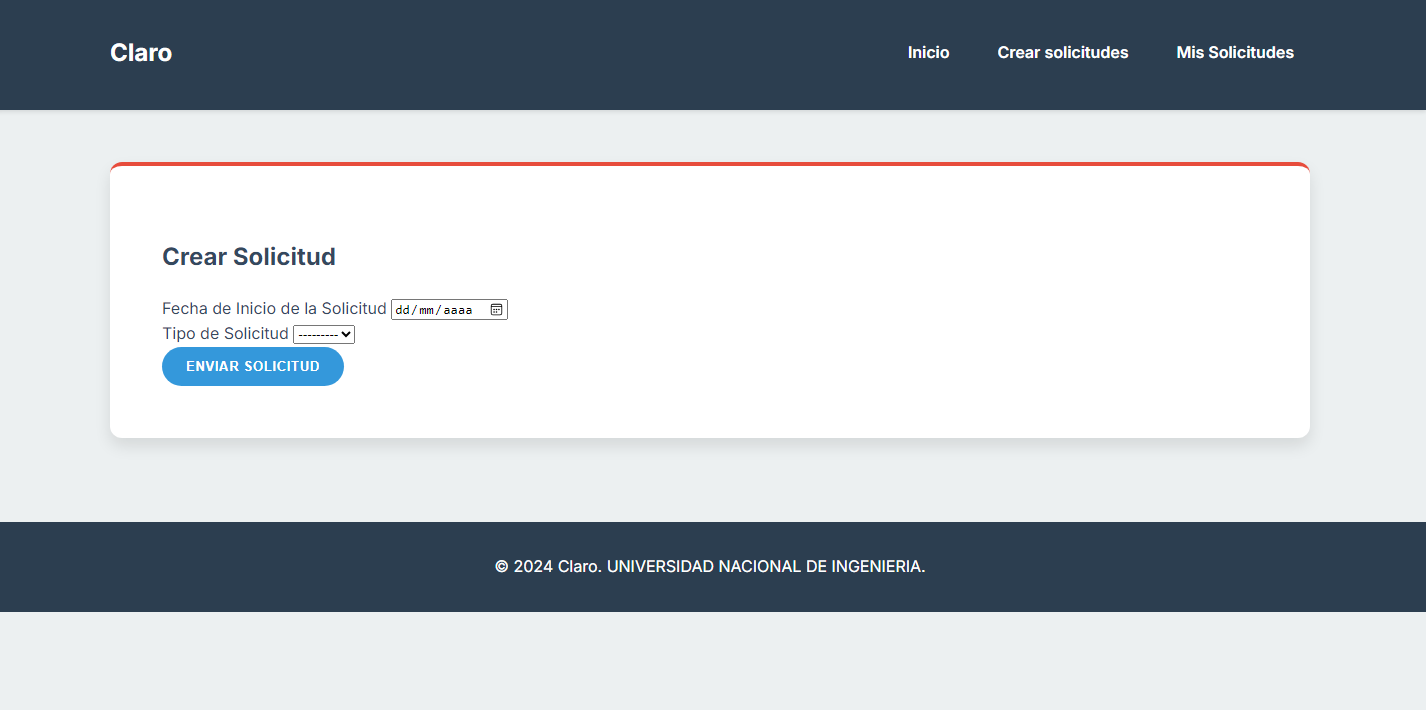 Claro
Inicio
Crear solicitudes
Mis Solicitudes
Crear Solicitud
Fecha de Inicio de la Solicitud dd/mm/aaaa
Tipo de Solicitud ---------
ENVIAR SOLICITUD
© 2024 Claro. UNIVERSIDAD NACIONAL DE INGENIERIA.